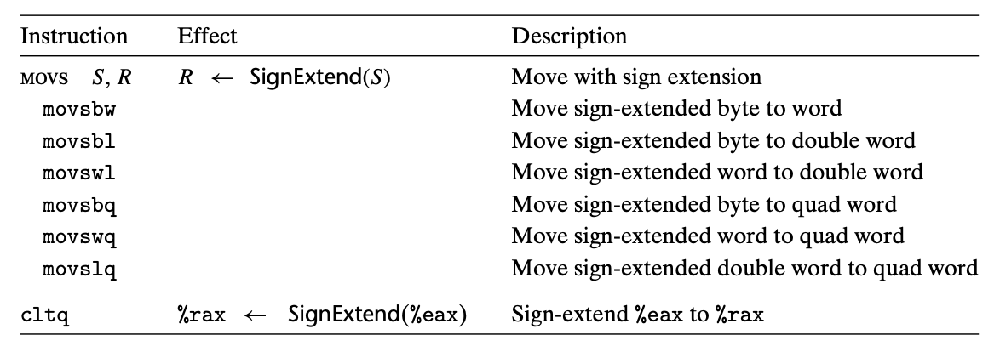 Instruction Effect Description
MOVS S, R R ← SignExtend(S) Move with sign extension
movsbw Move sign-extended byte to word
movsbl Move sign-extended byte to double word
movswl Move sign-extended word to double word
movsbq Move sign-extended byte to quad word
movswq Move sign-extended word to quad word
movslq Move sign-extended double word to quad word
cltq %rax ← SignExtend(%eax) Sign-extend %eax to %rax